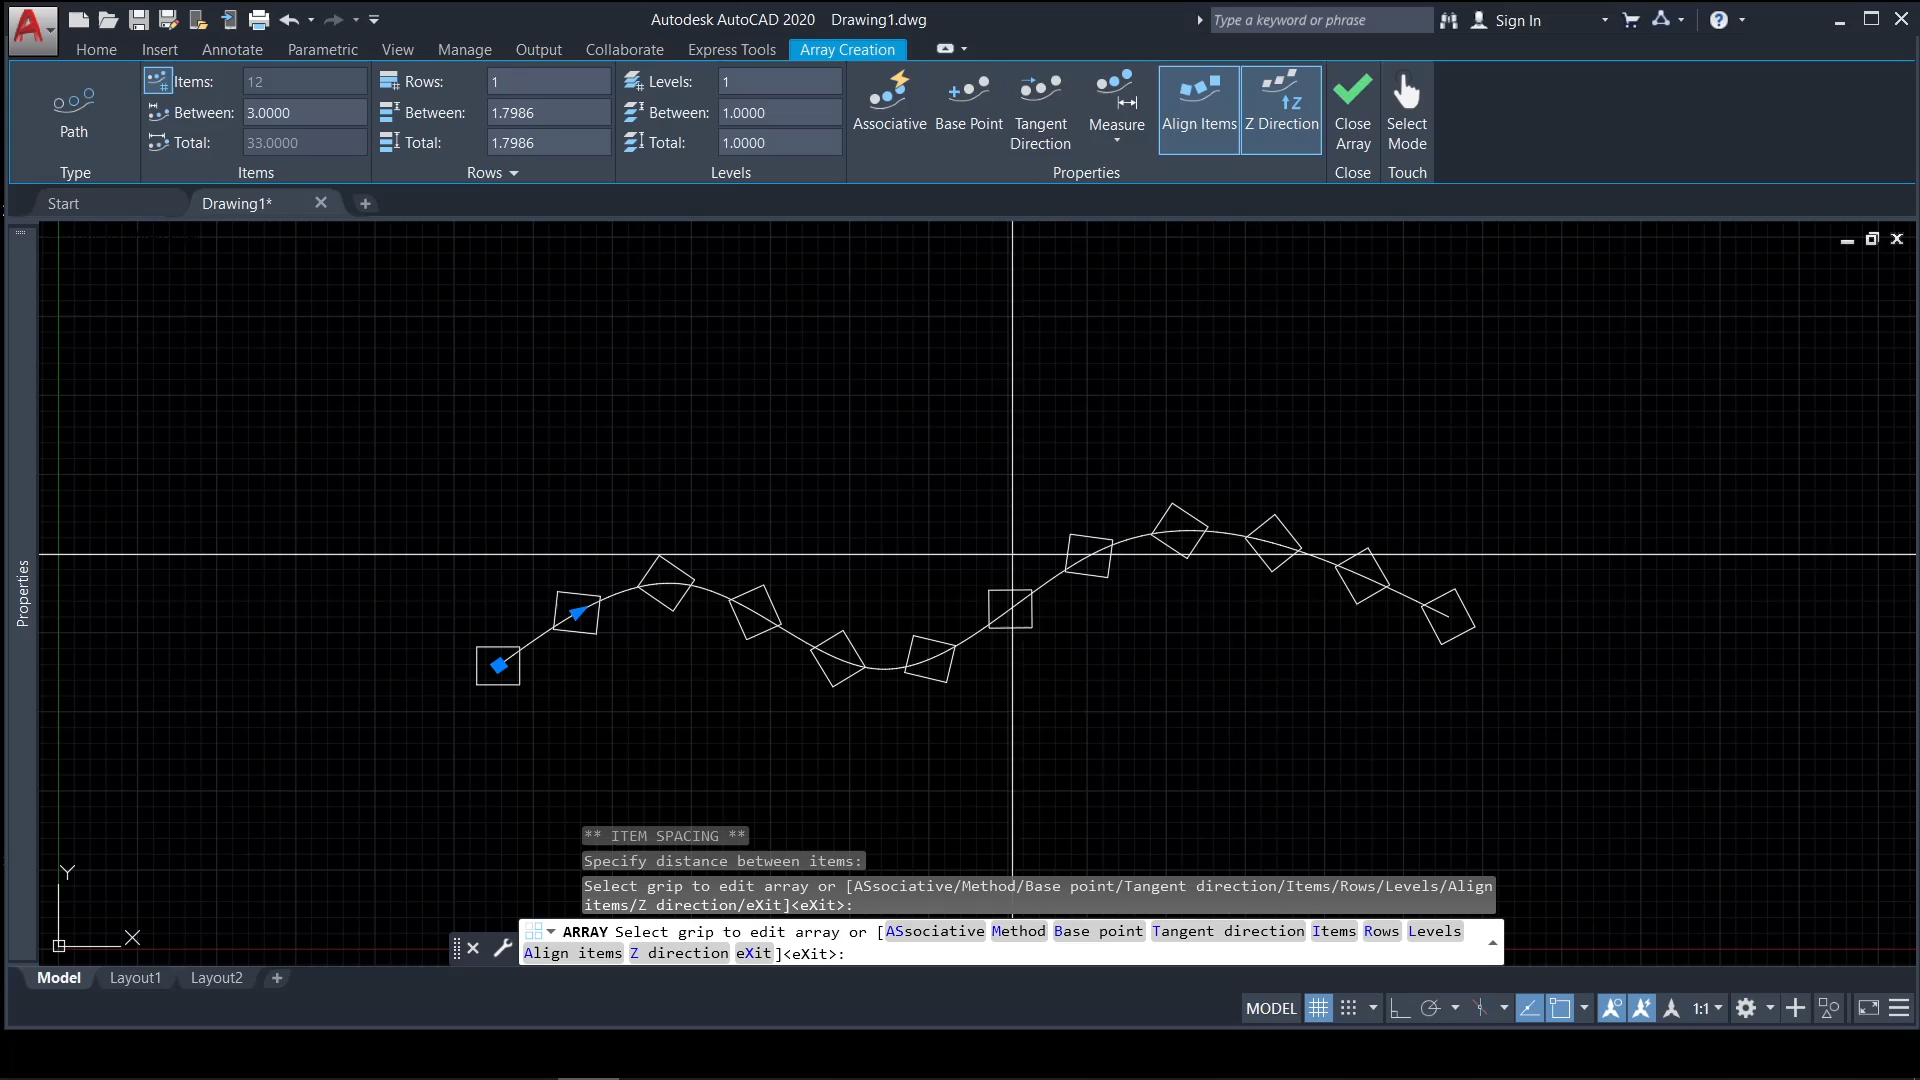 Autodesk AutoCAD 2020 Drawing1.dwg
Type a keyword or phrase
Sign In
Home Insert Annotate Parametric View Manage Output Collaborate Express Tools Array Creation
Path
Type
Items: 12
Between: 3.0000
Total: 33.0000
Items
Rows: 1
Between: 1.7986
Total: 1.7986
Rows
Levels: 1
Between: 1.0000
Total: 1.0000
Levels
Associative
Base Point
Tangent
Direction
Measure
Align Items
Z
Z Direction
Properties
Close
Array
Close
Select
Mode
Touch
Start
Drawing1*
Properties
Y
X
** ITEM SPACING **
Specify distance between items:
Select grip to edit array or [ASsociative/Method/Base point/Tangent direction/Items/Rows/Levels/Align
items/Z direction/eXit]<eXit>:
ARRAY Select grip to edit array or [ASsociative Method Base point Tangent direction Items Rows Levels
Align items Z direction eXit]<eXit>:
Model Layout1 Layout2
MODEL
1:1